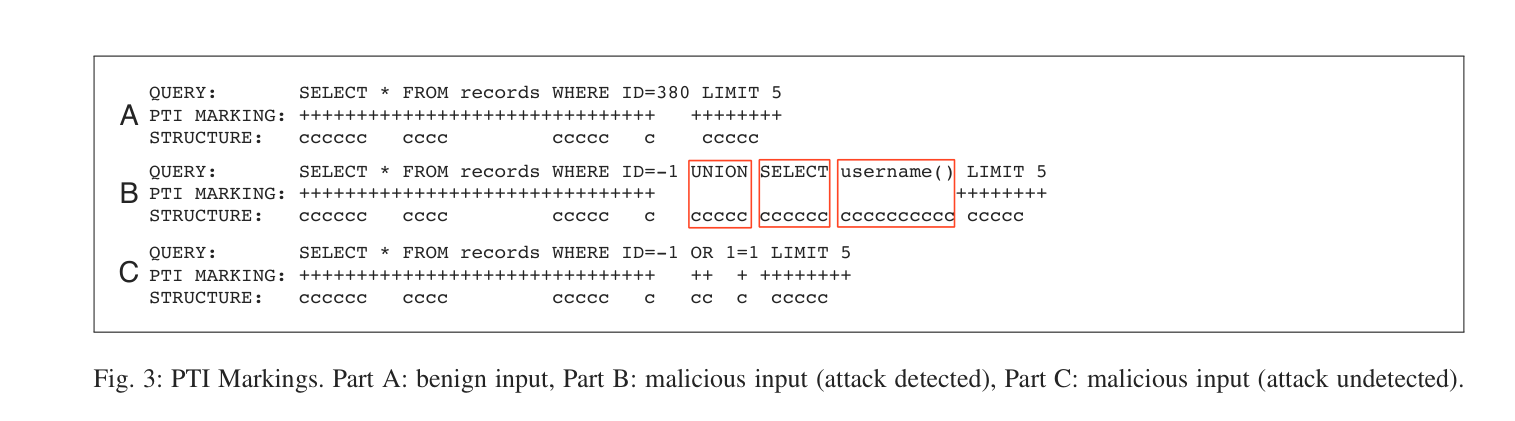 QUERY: SELECT * FROM records WHERE ID=380 LIMIT 5
A PTI MARKING: +++++++++++++++++++++++++++++++ ++++++++
STRUCTURE: cccccc cccc ccccc c ccccc
QUERY: SELECT * FROM records WHERE ID=-1 UNION SELECT username() LIMIT 5
B PTI MARKING: +++++++++++++++++++++++++++++++ ++++++++
STRUCTURE: cccccc cccc ccccc c ccccc cccccc cccccccccc ccccc
QUERY: SELECT * FROM records WHERE ID=-1 OR 1=1 LIMIT 5
C PTI MARKING: +++++++++++++++++++++++++++++++ ++ + ++++++++
STRUCTURE: cccccc cccc ccccc c cc c ccccc
Fig. 3: PTI Markings. Part A: benign input, Part B: malicious input (attack detected), Part C: malicious input (attack undetected).